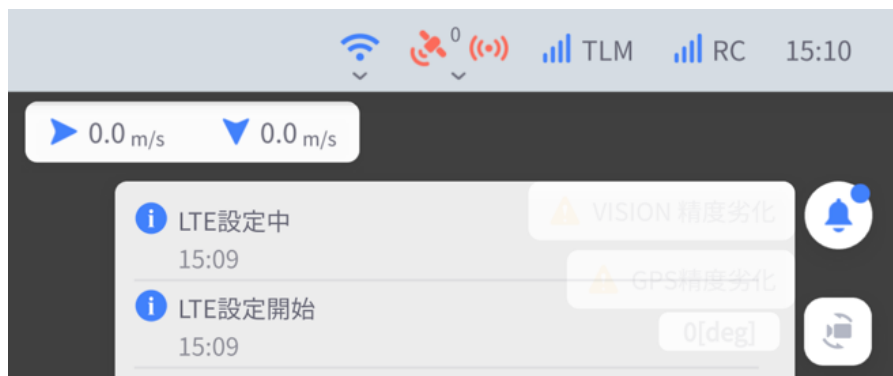 0 TLM RC 15:10
0.0 m/s 0.0 m/s
LTE設定中
VISION 精度劣化
15:09
GPS精度劣化
LTE設定開始
0[deg]
15:09